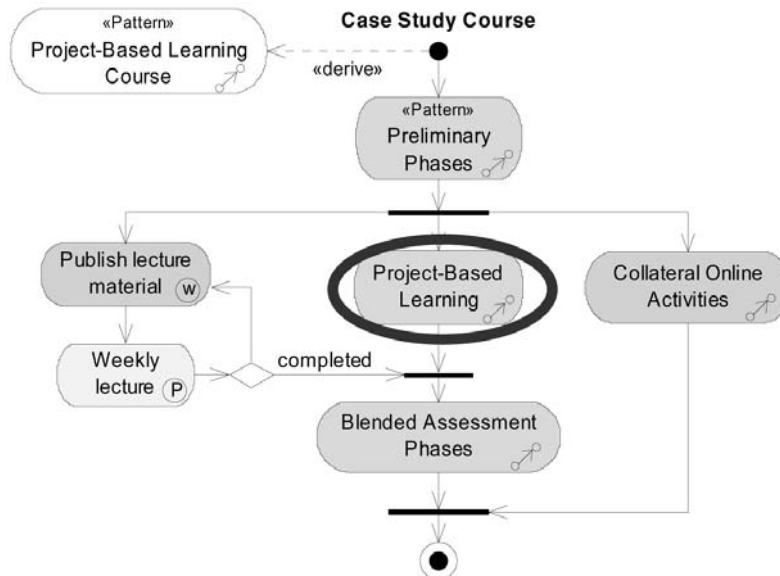 Case Study Course
«Pattern»
Project-Based Learning
Course
«derive»
«Pattern»
Preliminary
Phases
Publish lecture
material
W
Project-Based
Learning
Collateral Online
Activities
Weekly
lecture
P
completed
Blended Assessment
Phases